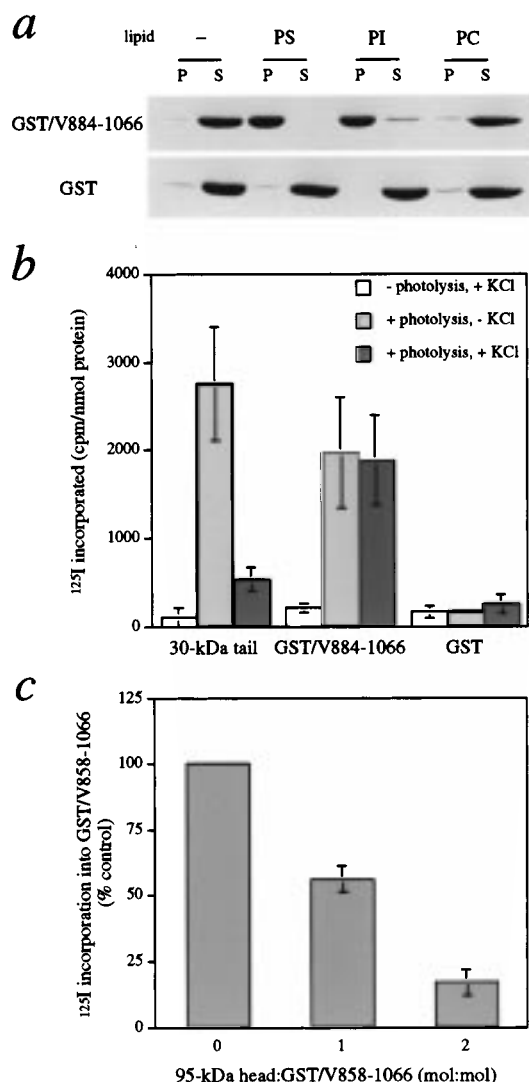 a
lipid – PS PI PC
P S P S P S P S
GST/V884-1066
GST
b
4000
3000
2000
1000
0
¹²⁵I incorporated (cpm/nmol protein)
- photolysis, + KCl
+ photolysis, - KCl
+ photolysis, + KCl
30-kDa tail GST/V884-1066 GST
c
125
100
75
50
25
0
¹²⁵I incorporation into GST/V858-1066
(% control)
0 1 2
95-kDa head:GST/V858-1066 (mol:mol)